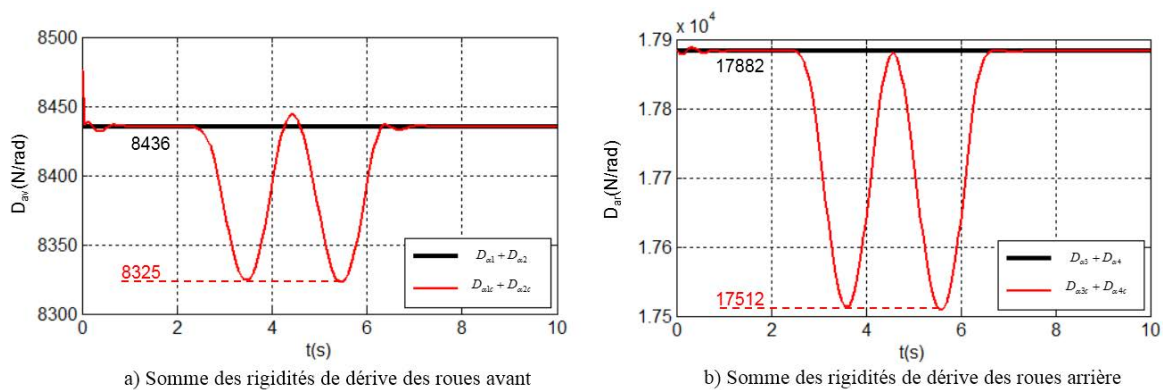 8500
8450
8400
8350
8300
D_av(N/rad)
8436
8325
D_α1 + D_α2
D_α1c + D_α2c
0 2 4 6 8 10
t(s)
a) Somme des rigidités de dérive des roues avant
1.79 x 10^4
1.78
1.77
1.76
1.75
D_ar(N/rad)
17882
17512
D_α3 + D_α4
D_α3c + D_α4c
0 2 4 6 8 10
t(s)
b) Somme des rigidités de dérive des roues arrière